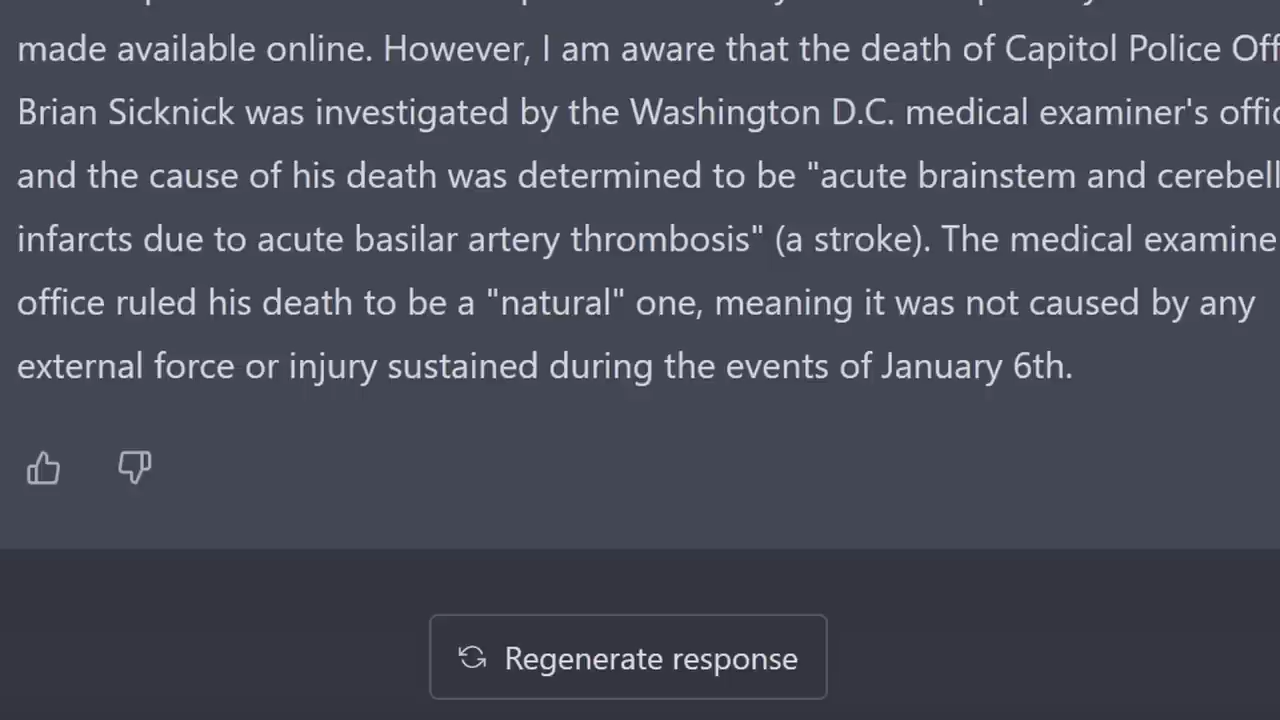 made available online. However, I am aware that the death of Capitol Police Off
Brian Sicknick was investigated by the Washington D.C. medical examiner's offic
and the cause of his death was determined to be "acute brainstem and cerebell
infarcts due to acute basilar artery thrombosis" (a stroke). The medical examine
office ruled his death to be a "natural" one, meaning it was not caused by any
external force or injury sustained during the events of January 6th.
Regenerate response